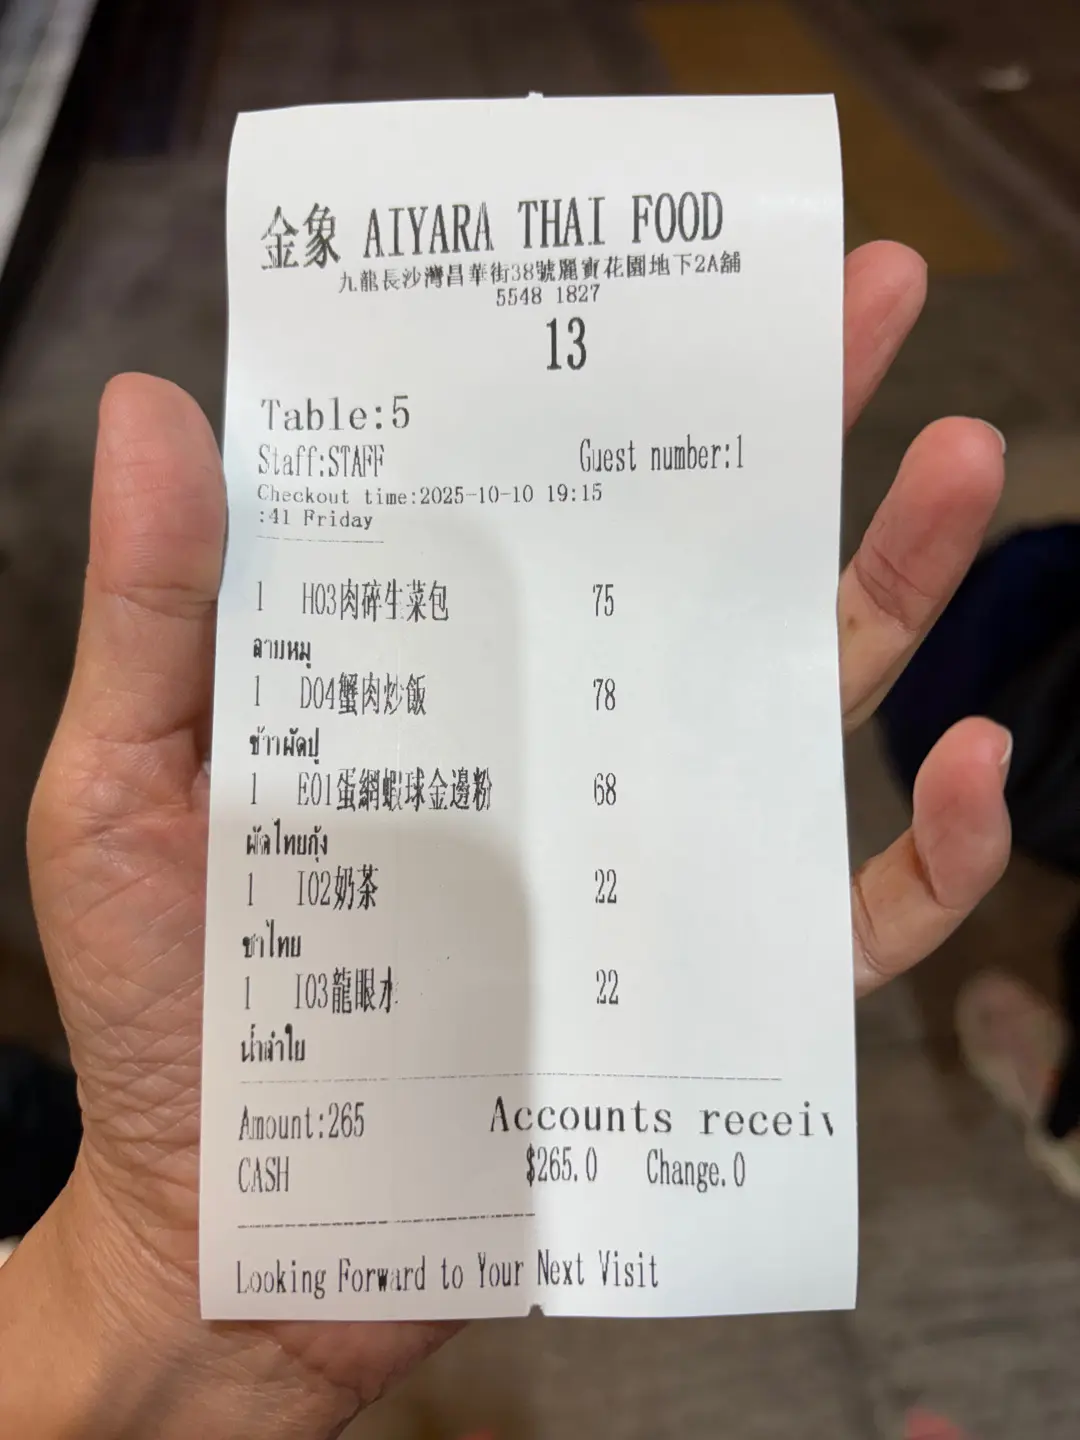 金象 AIYARA THAI FOOD
九龍長沙灣昌華街38號麗寶花園地下2A舖
5548 1827
13
Table:5
Staff:STAFF Guest number:1
Checkout time:2025-10-10 19:15
:41 Friday
1 H03肉碎生菜包 75
ลาบหมู
1 D04蟹肉炒飯 78
ข้าวผัดปู
1 E01蛋網蝦球金邊粉 68
ผัดไทยกุ้ง
1 I02奶茶 22
ชาไทย
1 I03龍眼水 22
น้ำลำใย
Amount:265 Accounts receiv
CASH $265.0 Change.0
Looking Forward to Your Next Visit